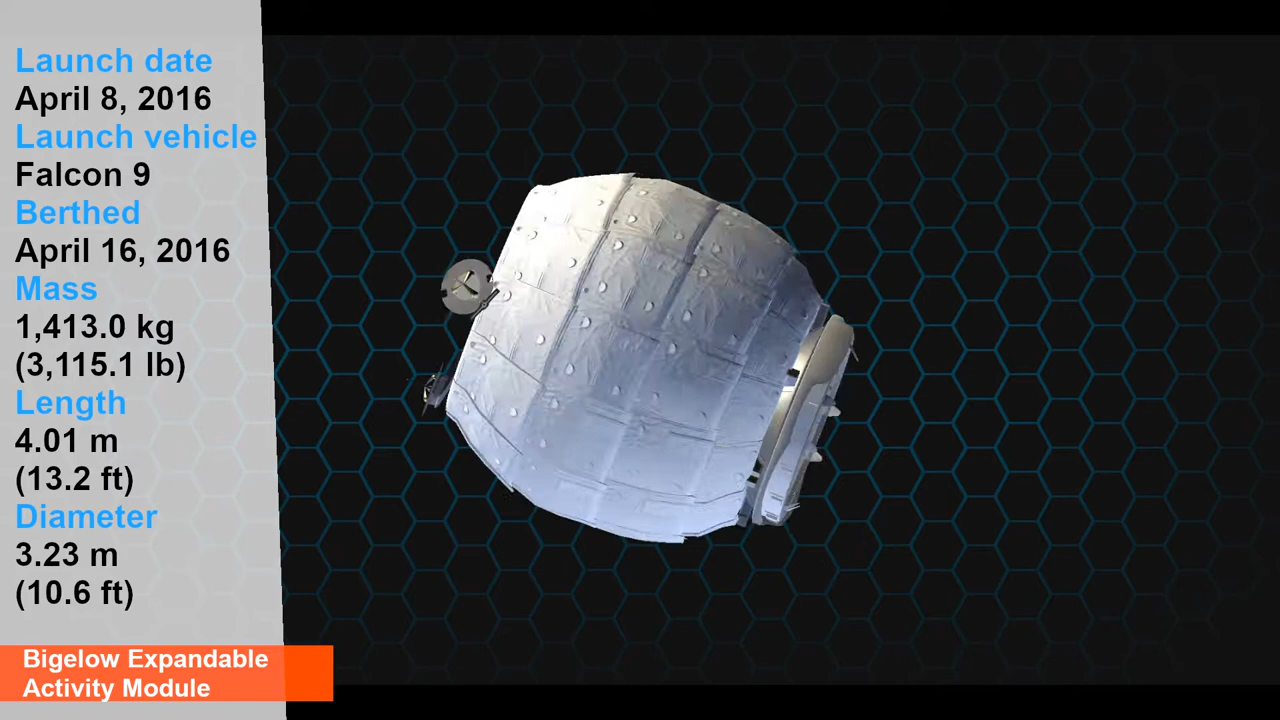 Launch date
April 8, 2016
Launch vehicle
Falcon 9
Berthed
April 16, 2016
Mass
1,413.0 kg
(3,115.1 lb)
Length
4.01 m
(13.2 ft)
Diameter
3.23 m
(10.6 ft)
Bigelow Expandable
Activity Module